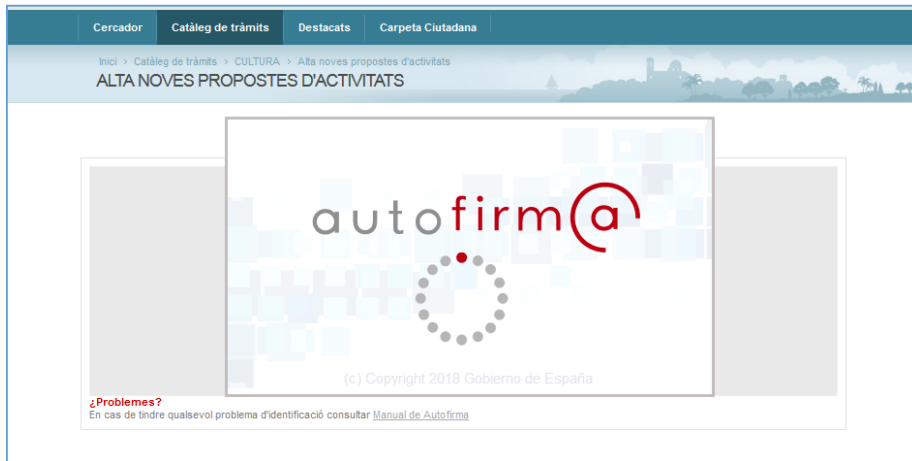 Cercador Catàleg de tràmits Destacats Carpeta Ciutadana
Inici > Catàleg de tràmits > CULTURA > Alta noves propostes d'activitats
ALTA NOVES PROPOSTES D'ACTIVITATS
autofirm@
(c) Copyright 2018 Gobierno de España
¿Problemes?
En cas de tindre qualsevol problema d'identificació consultar Manual de Autofirma